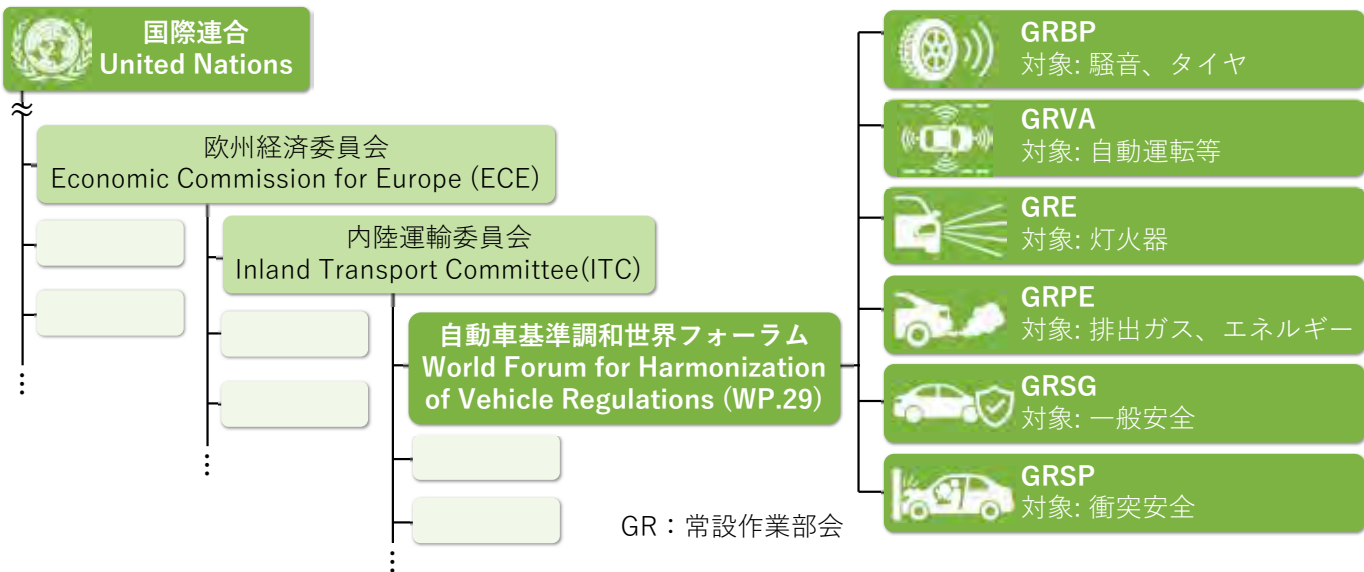 国際連合
United Nations
欧州経済委員会
Economic Commission for Europe (ECE)
内陸運輸委員会
Inland Transport Committee(ITC)
自動車基準調和世界フォーラム
World Forum for Harmonization
of Vehicle Regulations (WP.29)
GRBP
対象: 騒音、タイヤ
GRVA
対象: 自動運転等
GRE
対象: 灯火器
GRPE
対象: 排出ガス、エネルギー
GRSG
対象: 一般安全
GRSP
対象: 衝突安全
GR：常設作業部会